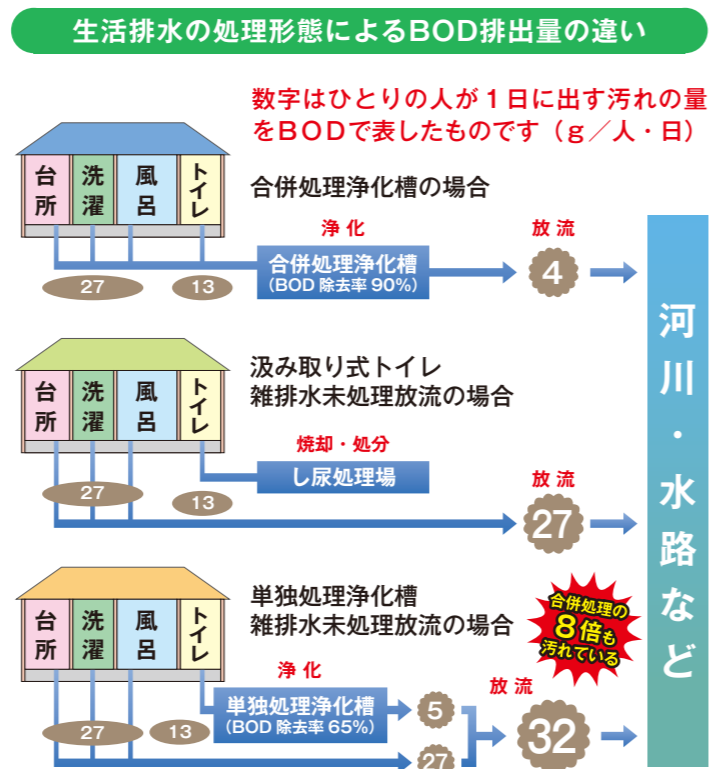 生活排水の処理形態によるBOD排出量の違い
数字はひとりの人が1日に出す汚れの量
をBODで表したものです（g／人・日）
台所
洗濯
風呂
トイレ
合併処理浄化槽の場合
浄化
合併処理浄化槽
（BOD 除去率 90%）
27
13
放流
4
台所
洗濯
風呂
トイレ
汲み取り式トイレ
雑排水未処理放流の場合
焼却・処分
し尿処理場
27
13
放流
27
台所
洗濯
風呂
トイレ
単独処理浄化槽
雑排水未処理放流の場合
浄化
単独処理浄化槽
（BOD 除去率 65%）
27
13
5
27
放流
32
合併処理の
8倍も
汚れている
河川・水路など